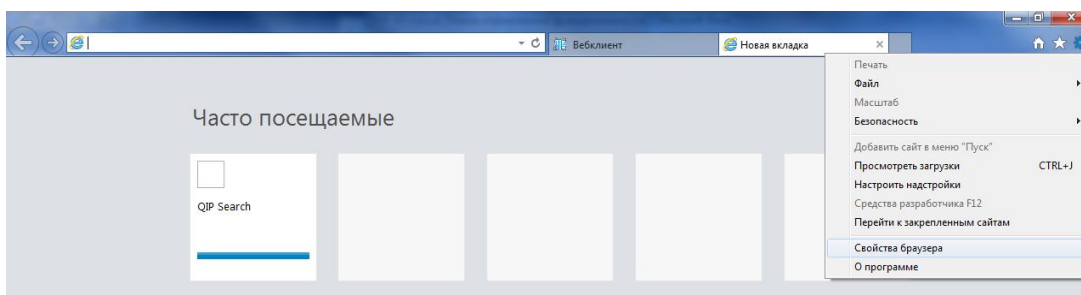 Вебклиент
Новая вкладка
Часто посещаемые
QIP Search
Печать
Файл
Масштаб
Безопасность
Добавить сайт в меню "Пуск"
Просмотреть загрузки CTRL+J
Настроить надстройки
Средства разработчика F12
Перейти к закрепленным сайтам
Свойства браузера
О программе